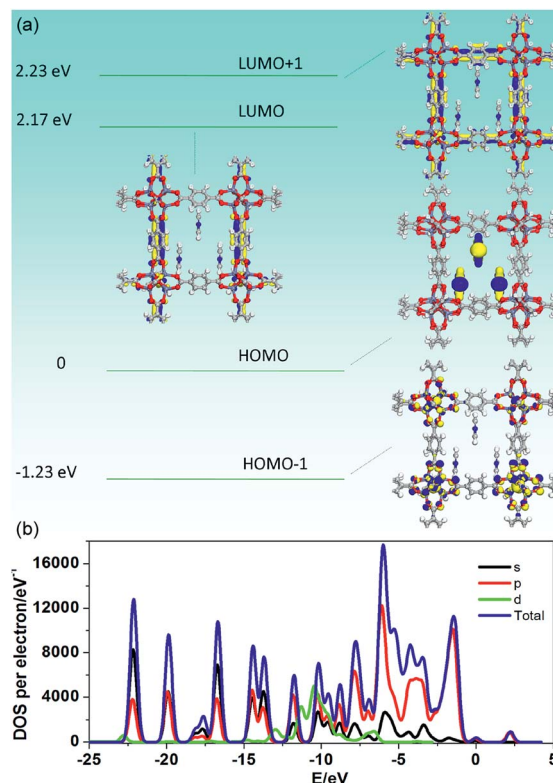 (a)
2.23 eV
LUMO+1
2.17 eV
LUMO
0
HOMO
-1.23 eV
HOMO-1
(b)
DOS per electron/eV⁻¹
16000
12000
8000
4000
0
s
p
d
Total
-25 -20 -15 -10 -5 0 5
E/eV